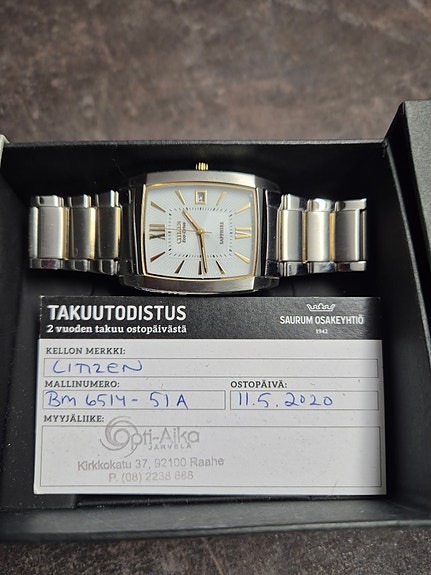 CITIZEN
Eco-Drive
SAPPHIRE
TAKUUTODISTUS
2 vuoden takuu ostopäivästä
SAURUM OSAKEYHTIÖ
1942
KELLON MERKKI:
CITIZEN
MALLINUMERO:
BM 6514-51A
OSTOPÄIVÄ:
11.5.2020
MYYJÄLIIKE:
Opti-Aika
JÄRVELÄ
Kirkkokatu 37, 92100 Raahe
P. (08) 2238 888